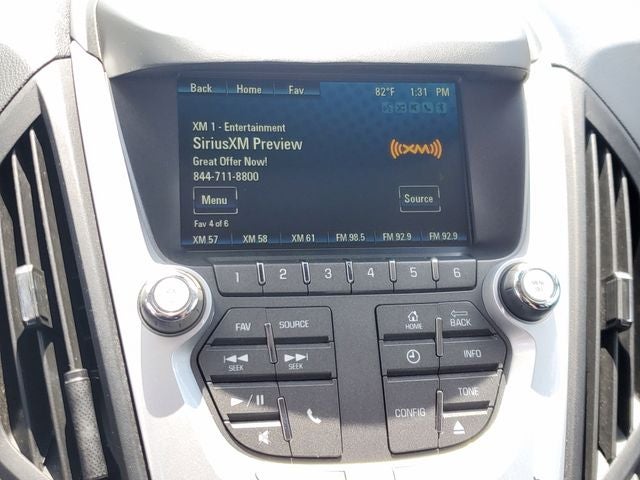 Back Home Fav 82°F 1:31 PM
XM 1 - Entertainment
SiriusXM Preview
((XM))
Great Offer Now!
844-711-8800
Menu Source
Fav 4 of 6
XM 57 XM 58 XM 61 FM 98.5 FM 92.9 FM 92.9
1 2 3 4 5 6
FAV SOURCE HOME BACK
SEEK SEEK INFO
CONFIG TONE